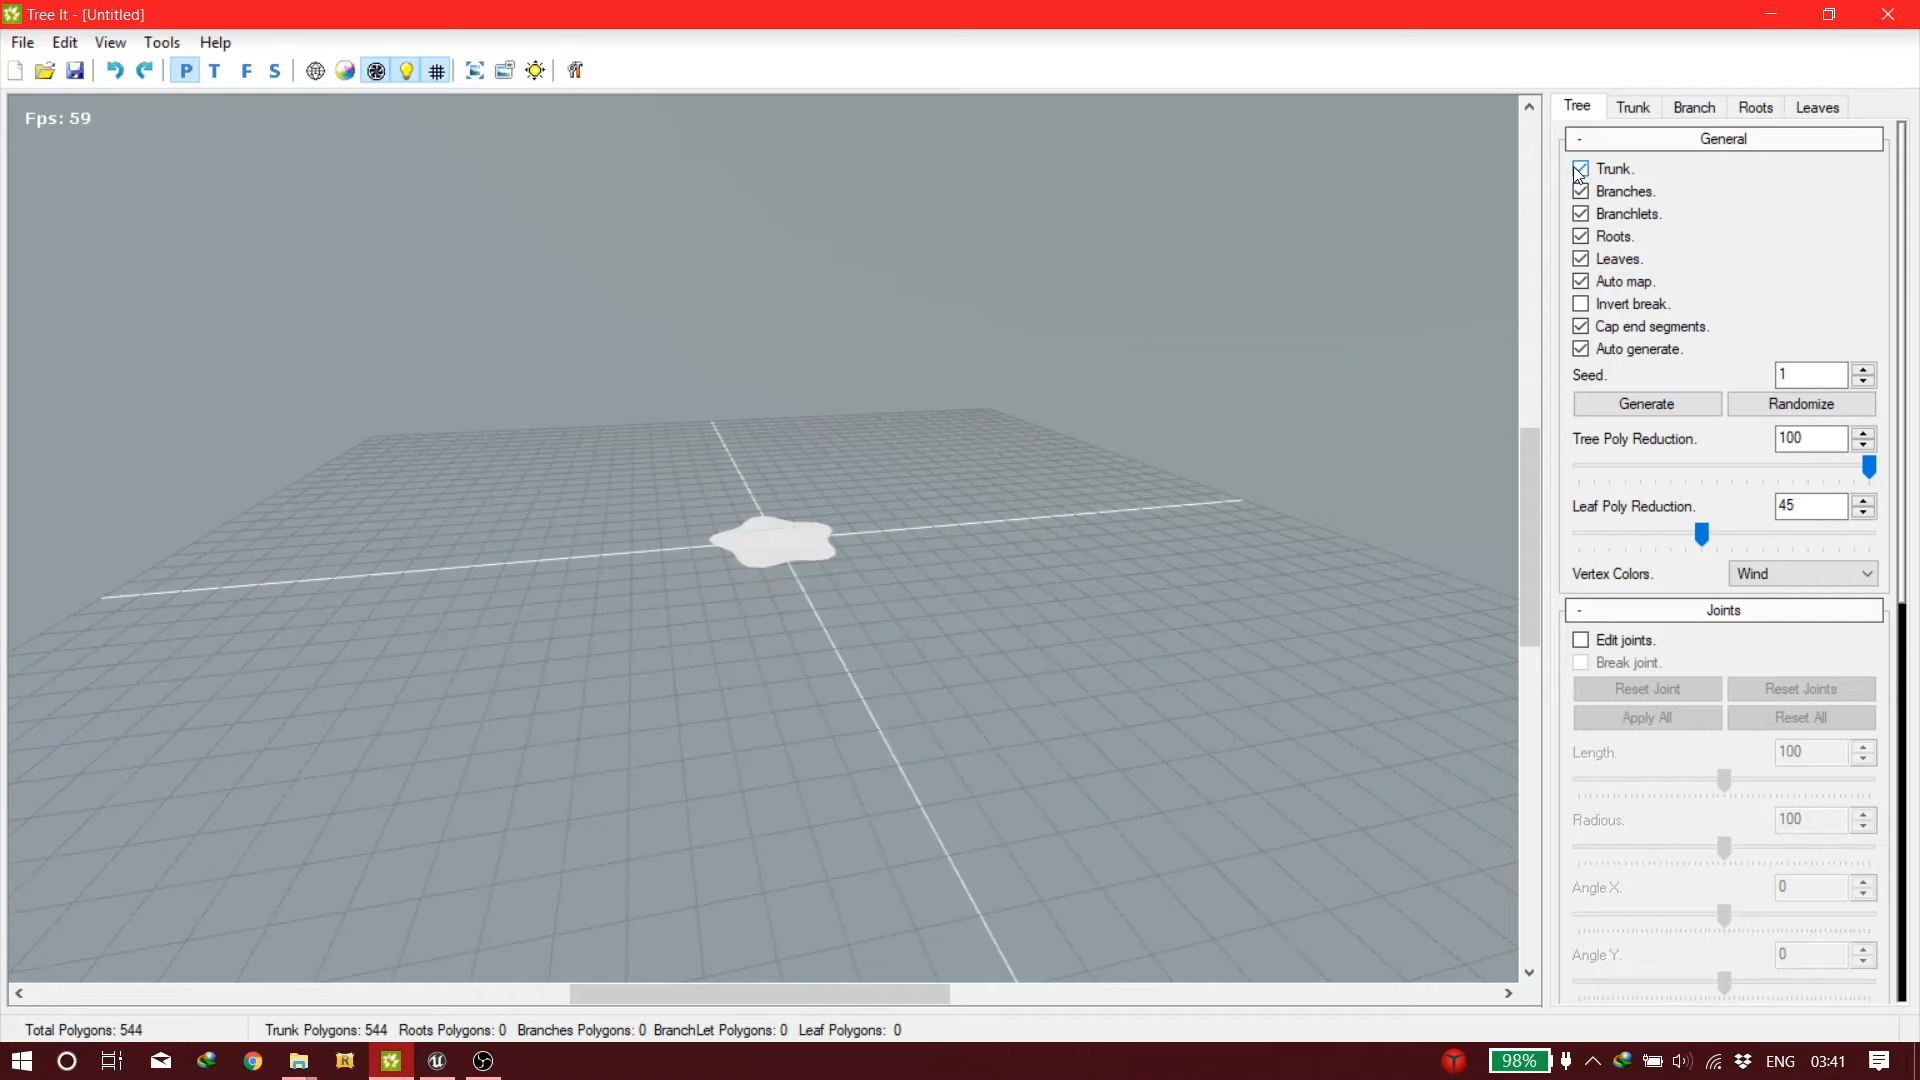 Tree It - [Untitled]
File Edit View Tools Help
P T F S
Fps: 59
Tree Trunk Branch Roots Leaves
- General
Trunk.
Branches.
Branchlets.
Roots.
Leaves.
Auto map.
Invert break.
Cap end segments.
Auto generate.
Seed. 1
Generate Randomize
Tree Poly Reduction. 100
Leaf Poly Reduction. 45
Vertex Colors. Wind
- Joints
Edit joints.
Break joint.
Reset Joint Reset Joints
Apply All Reset All
Length. 100
Radious. 100
Angle X. 0
Angle Y. 0
Total Polygons: 544 Trunk Polygons: 544 Roots Polygons: 0 Branches Polygons: 0 BranchLet Polygons: 0 Leaf Polygons: 0
98% ENG 03:41